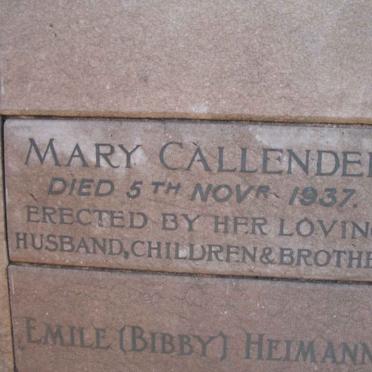 MARY CALLENDER
DIED 5TH NOVR 1937.
ERECTED BY HER LOVING
HUSBAND, CHILDREN & BROTHE
EMILE (BIBBY) HEIMANN